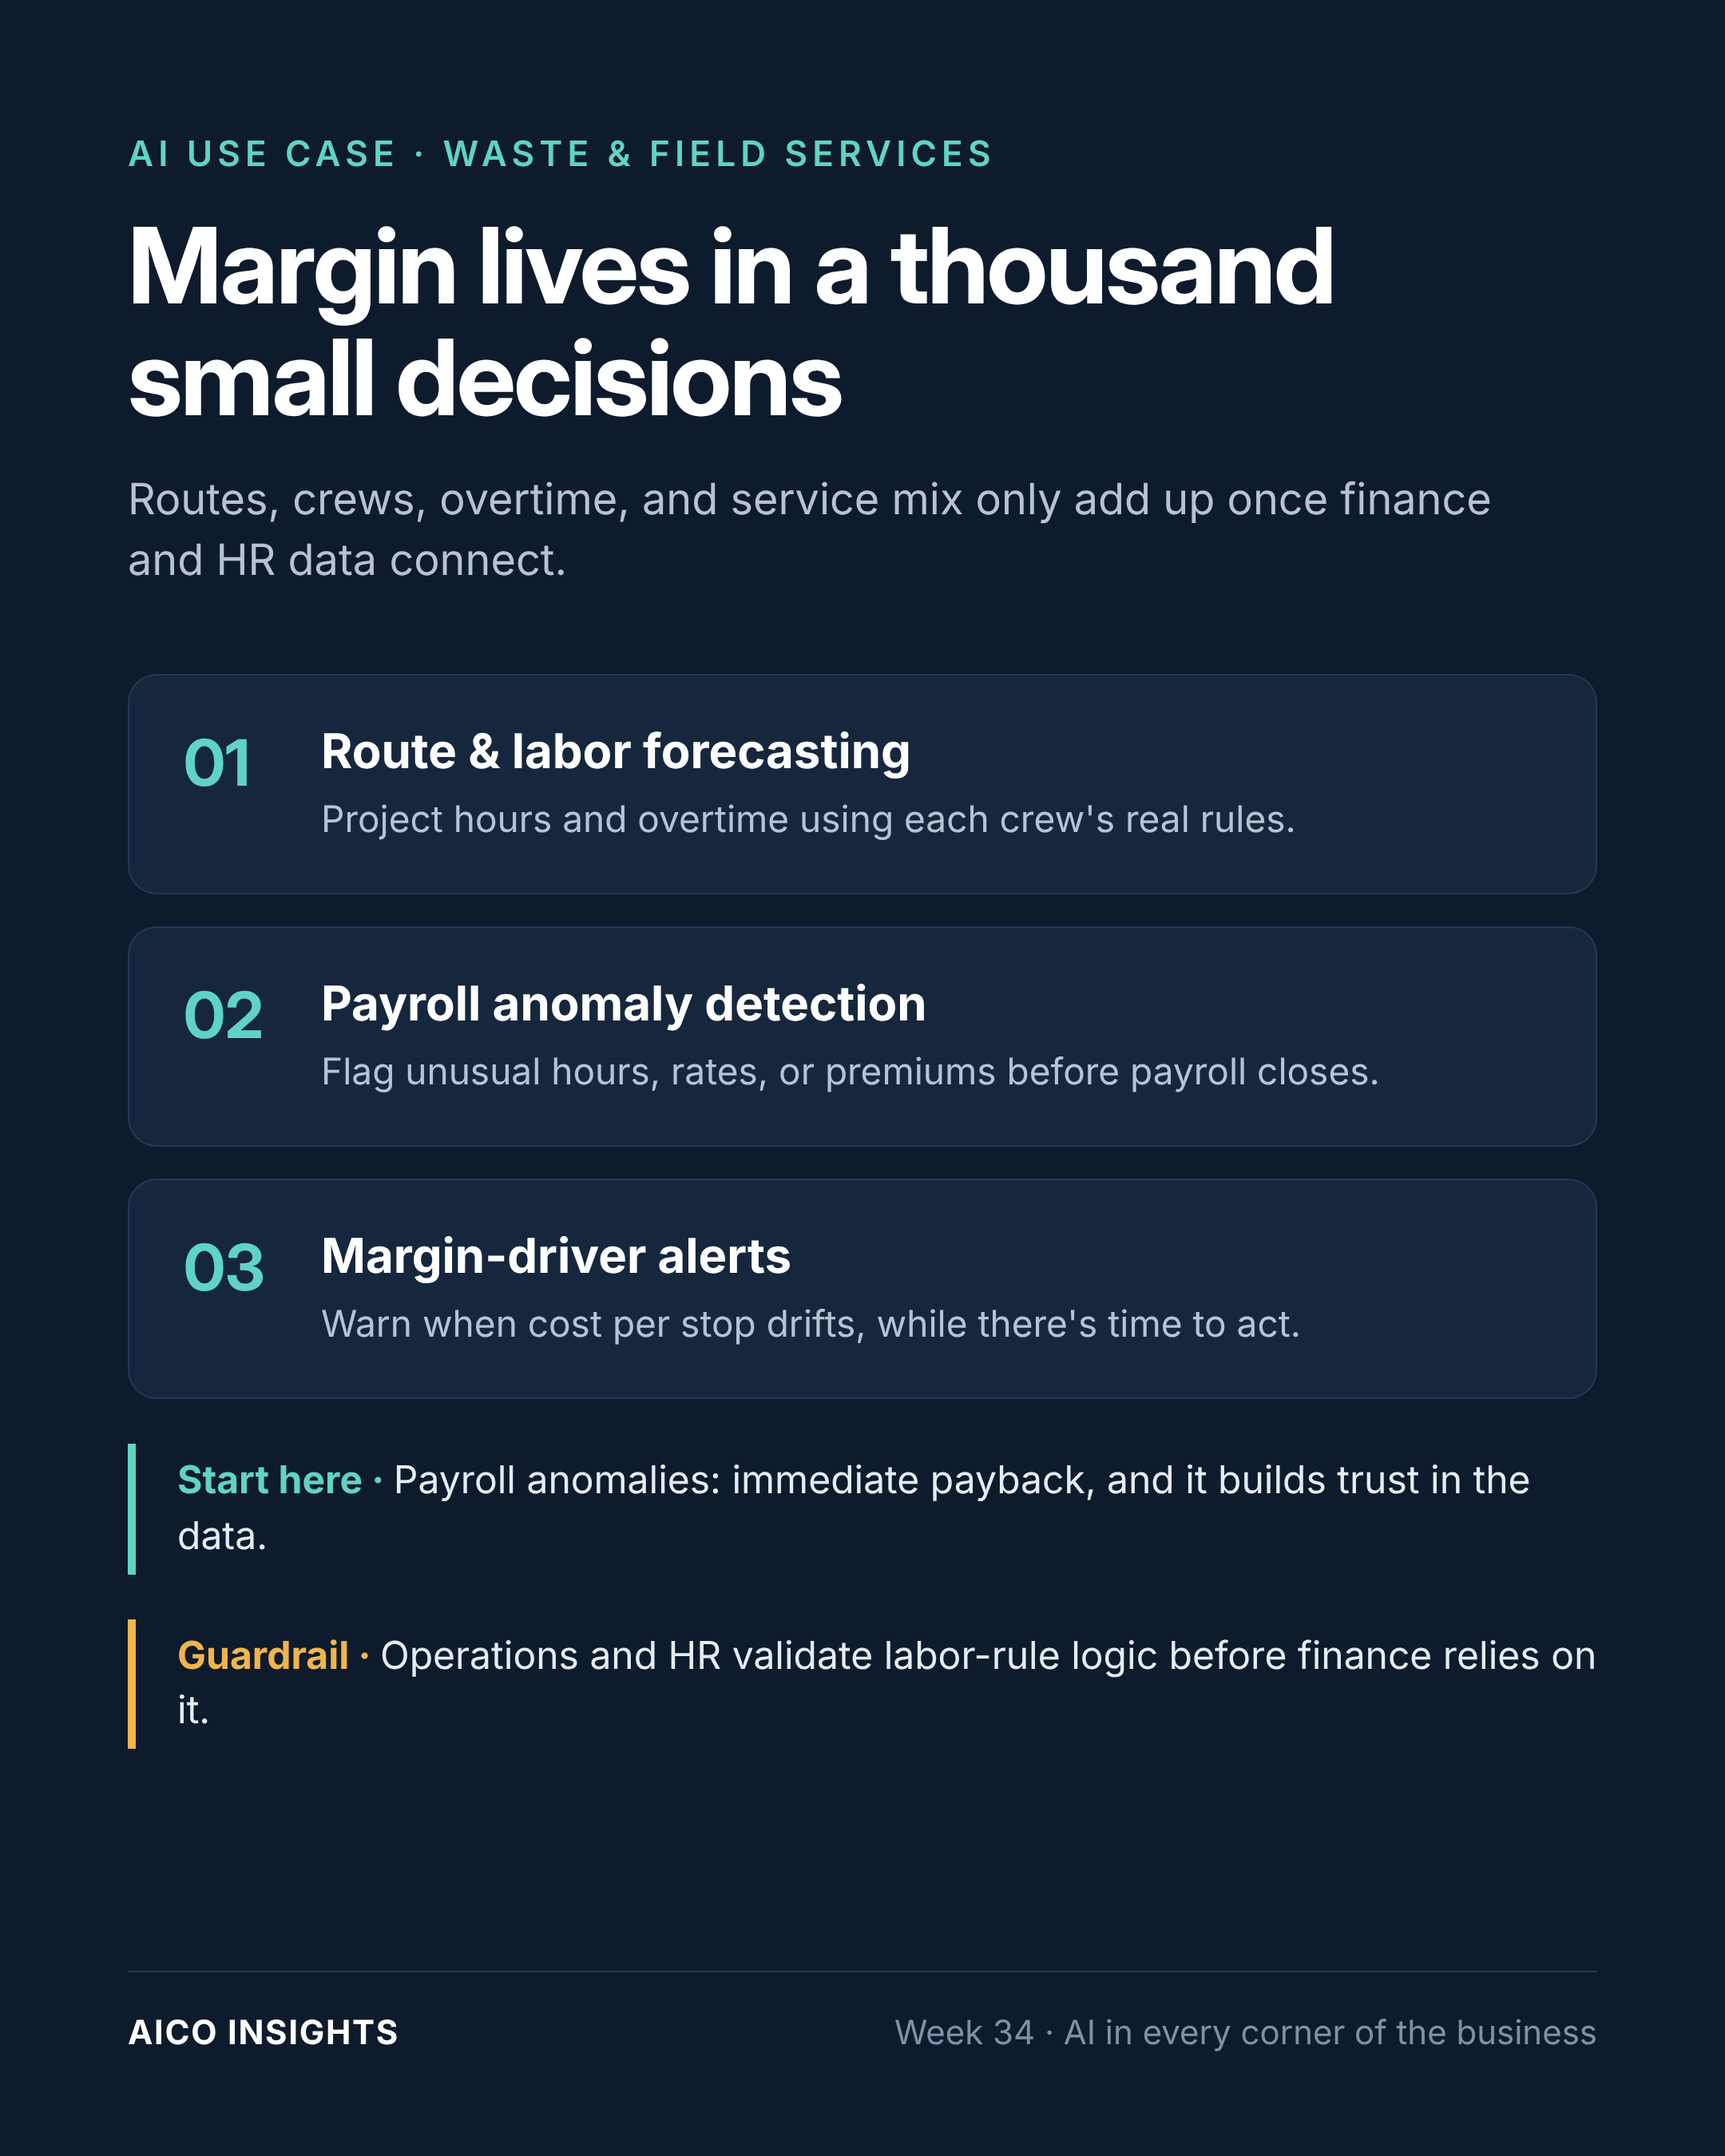 AI USE CASE · WASTE & FIELD SERVICES
Margin lives in a thousand
small decisions
Routes, crews, overtime, and service mix only add up once finance
and HR data connect.
01
Route & labor forecasting
Project hours and overtime using each crew's real rules.
02
Payroll anomaly detection
Flag unusual hours, rates, or premiums before payroll closes.
03
Margin-driver alerts
Warn when cost per stop drifts, while there's time to act.
Start here · Payroll anomalies: immediate payback, and it builds trust in the
data.
Guardrail · Operations and HR validate labor-rule logic before finance relies on
it.
AICO INSIGHTS
Week 34 · AI in every corner of the business